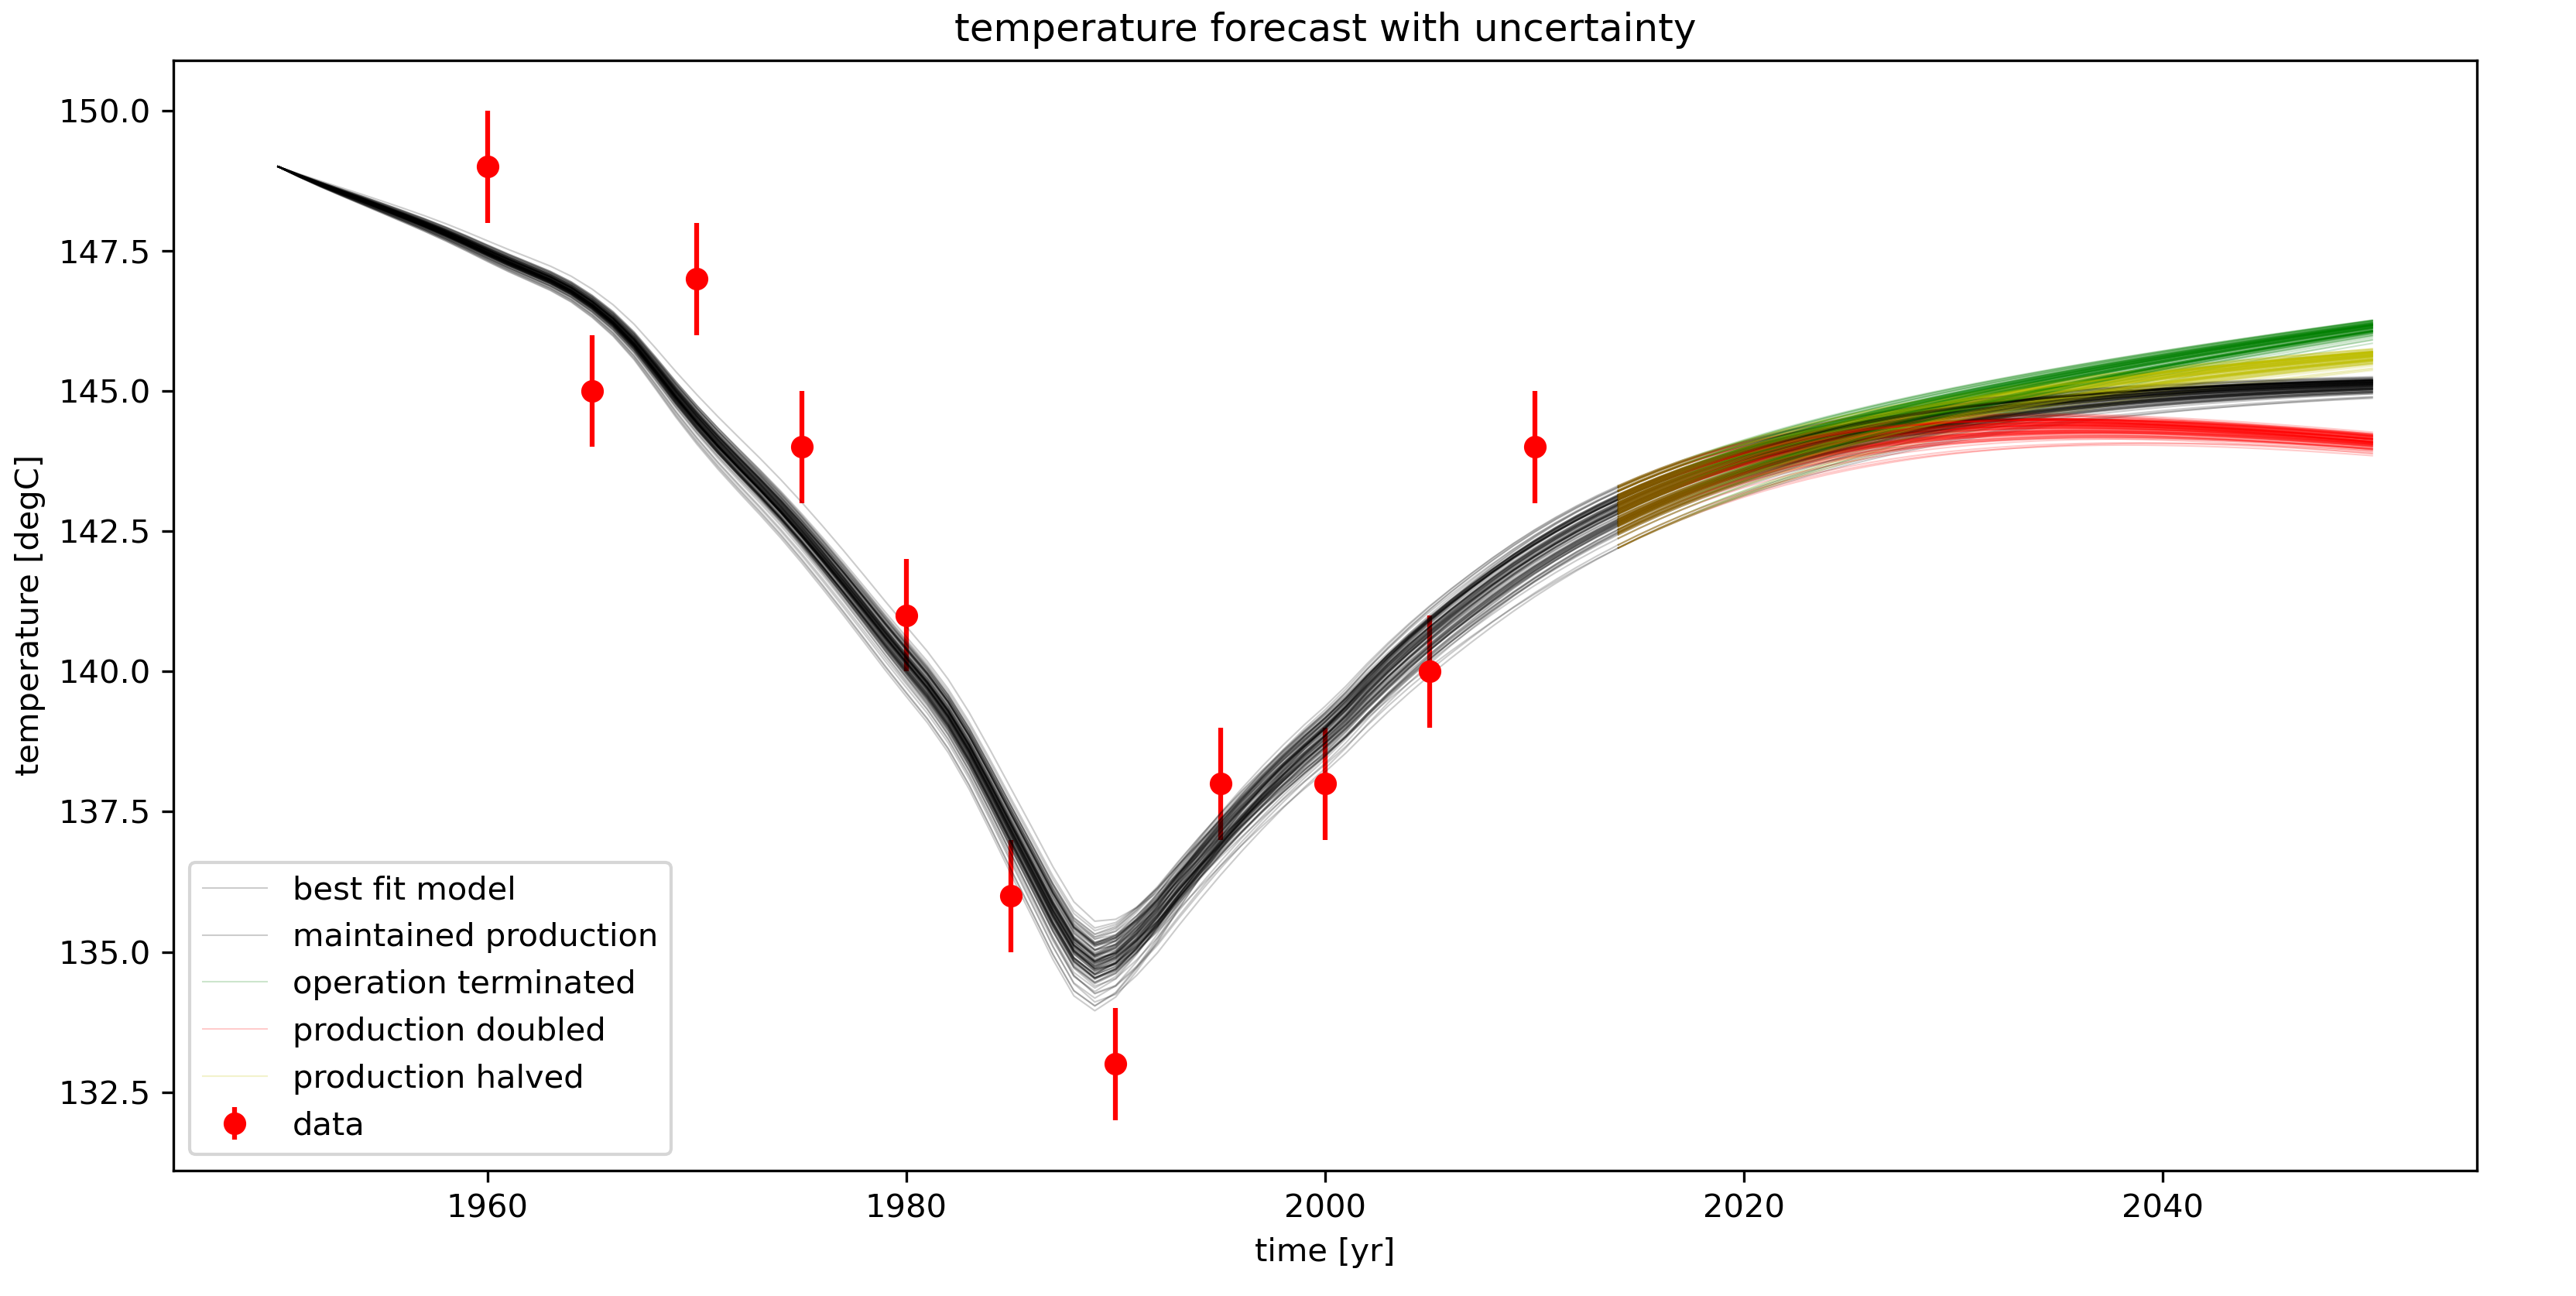 temperature forecast with uncertainty
temperature [degC]
150.0
147.5
145.0
142.5
140.0
137.5
135.0
132.5
best fit model
maintained production
operation terminated
production doubled
production halved
data
1960 1980 2000 2020 2040
time [yr]